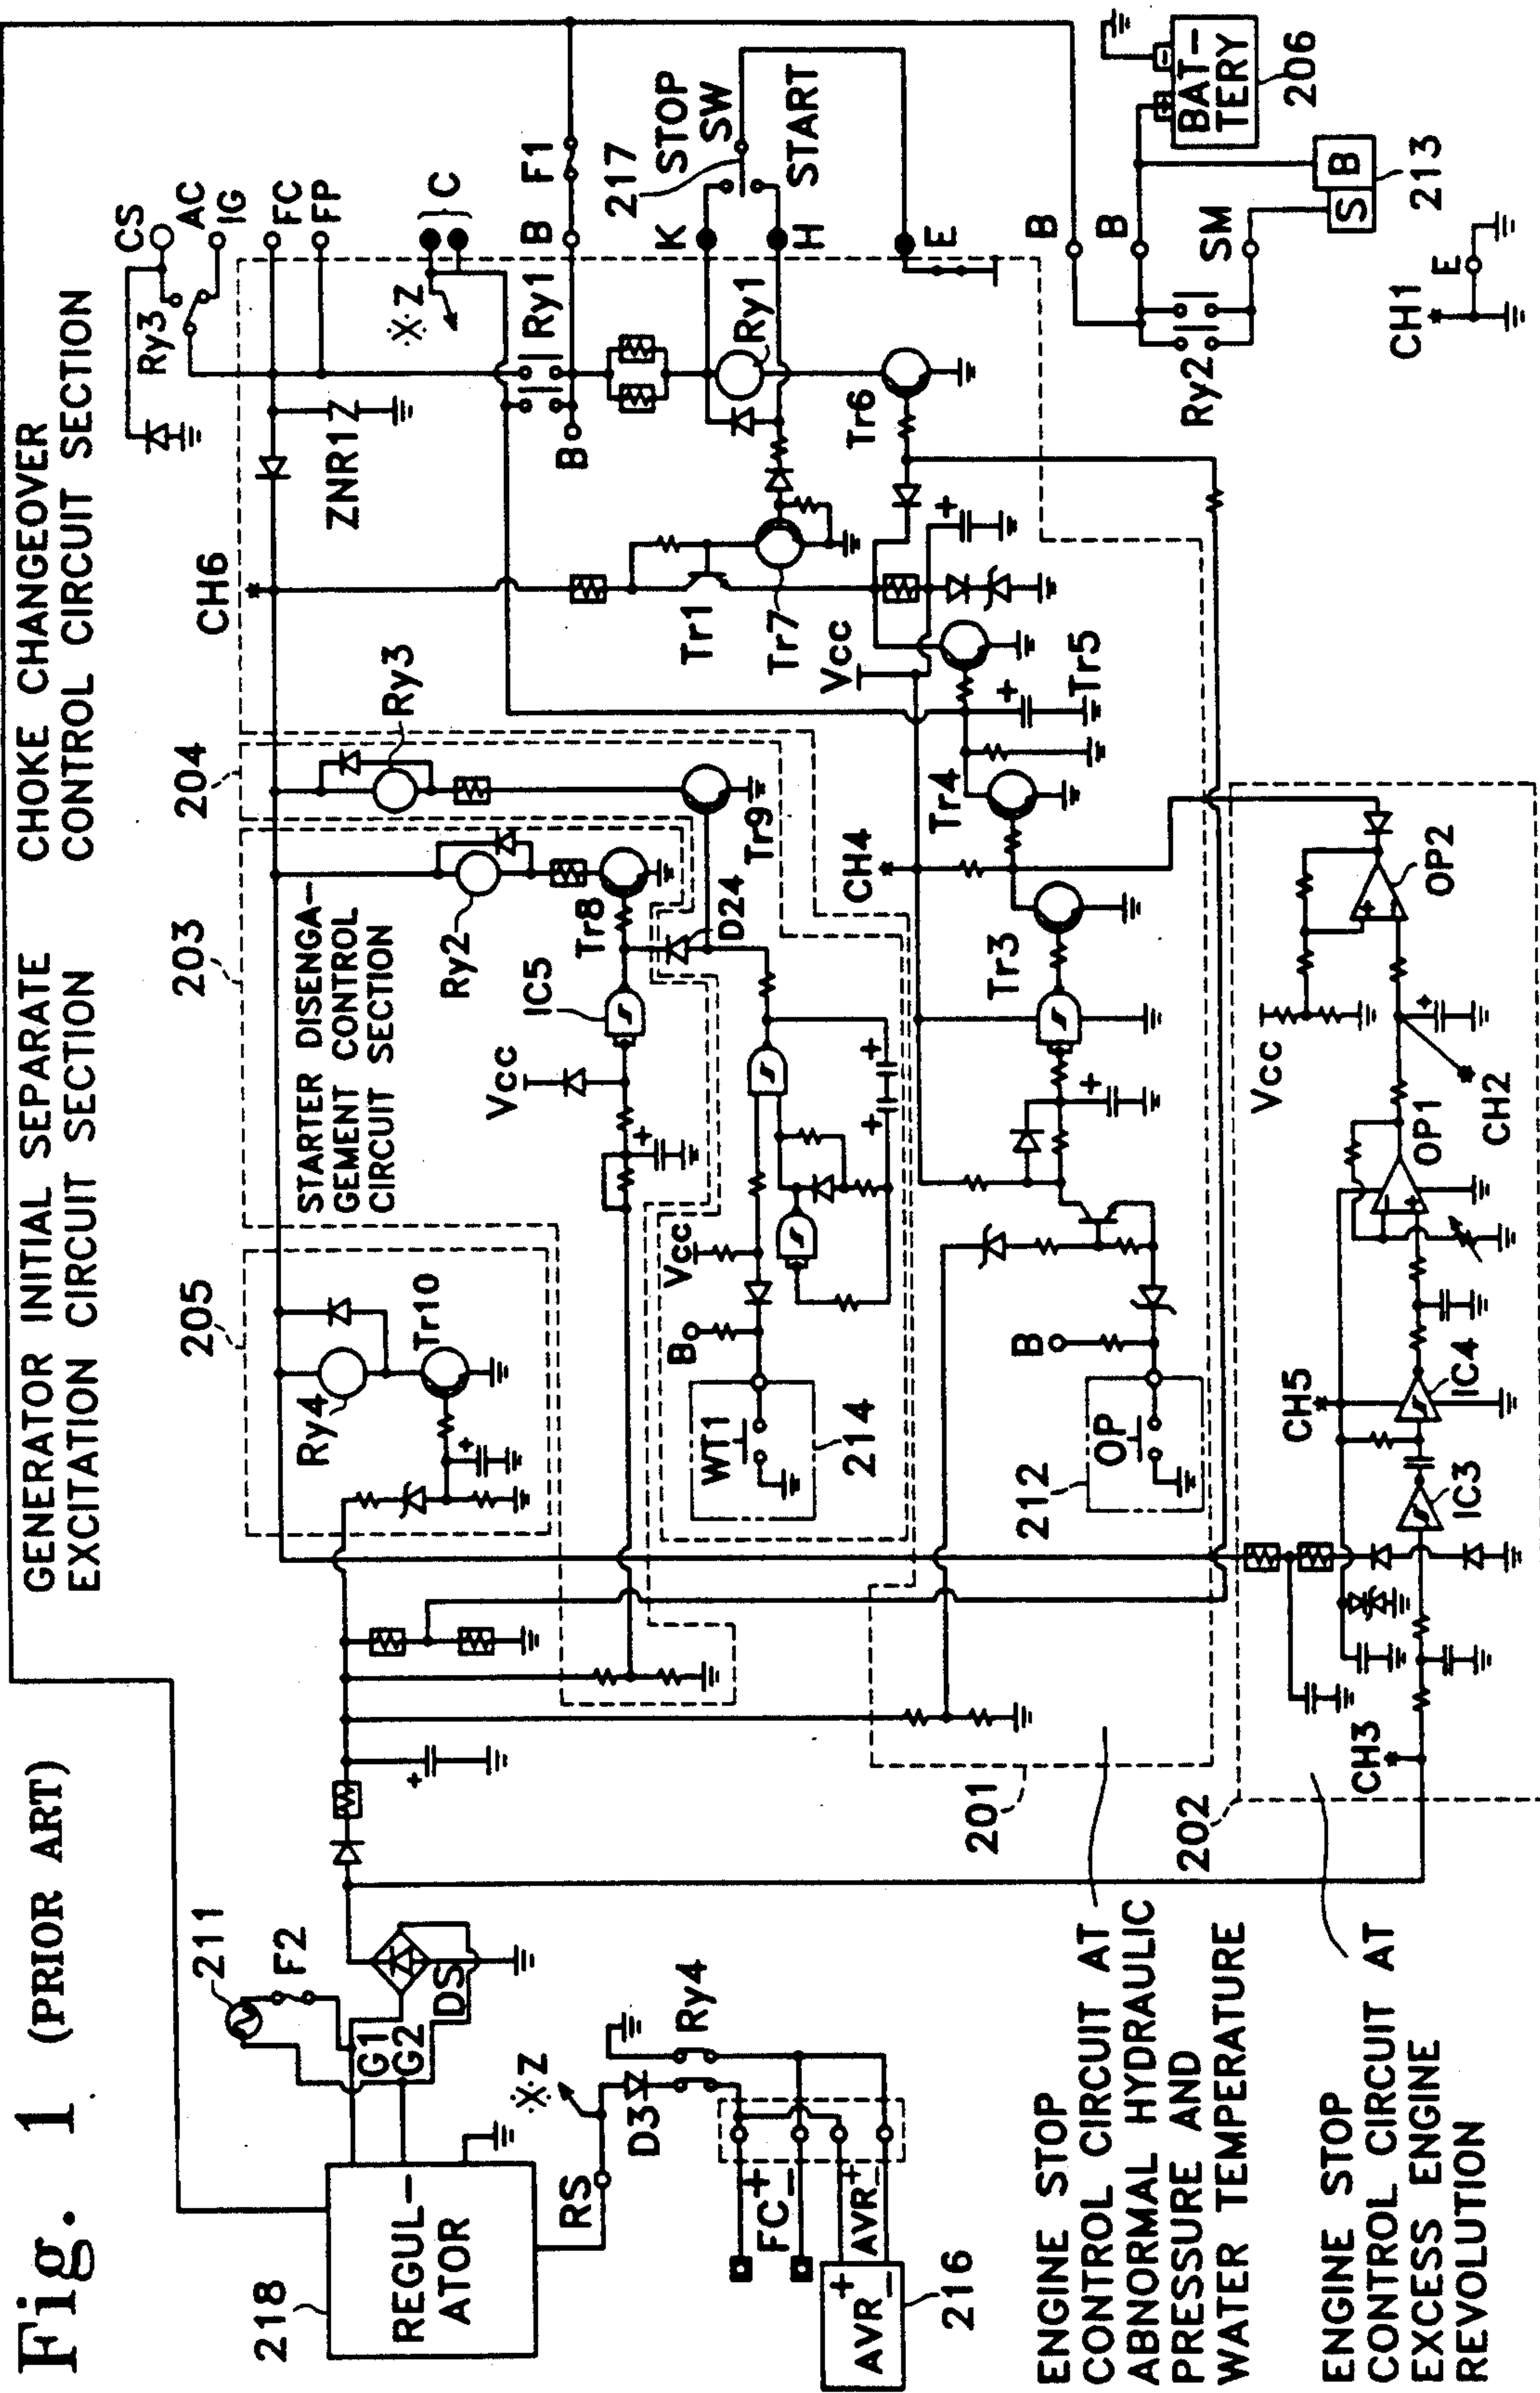 Fig. 1 (PRIOR ART)
GENERATOR INITIAL SEPARATE
EXCITATION CIRCUIT SECTION
CHOKE CHANGEOVER
CONTROL CIRCUIT SECTION
205
203
204
STARTER DISENGA-
GEMENT CONTROL
CIRCUIT SECTION
218
REGUL-
ATOR
211
F2
G1
G2
DS
RS
※Z
D3
Ry4
FC
+
-
AVR
+
-
AVR
+
-
216
Ry4
Tr10
+
+
Ry2
Tr8
IC5
Vcc
+
D24
Ry3
Tr9
Vcc
B
WT1
214
+
+
CH6
ZNR1
Ry3
CS
AC
IG
FC
FP
C
※Z
Ry1
B
B
F1
K
H
E
217
STOP
SW
START
Ry1
Tr6
Tr1
Tr7
Vcc
+
Tr5
+
Tr4
CH4
Tr3
+
B
OP
212
201
B
B
SM
Ry2
BAT-
TERY
+
-
206
S
B
213
CH1
E
202
CH3
IC3
CH5
IC4
OP1
+
-
CH2
Vcc
+
OP2
+
-
ENGINE STOP
CONTROL CIRCUIT AT
ABNORMAL HYDRAULIC
PRESSURE AND
WATER TEMPERATURE
ENGINE STOP
CONTROL CIRCUIT AT
EXCESS ENGINE
REVOLUTION